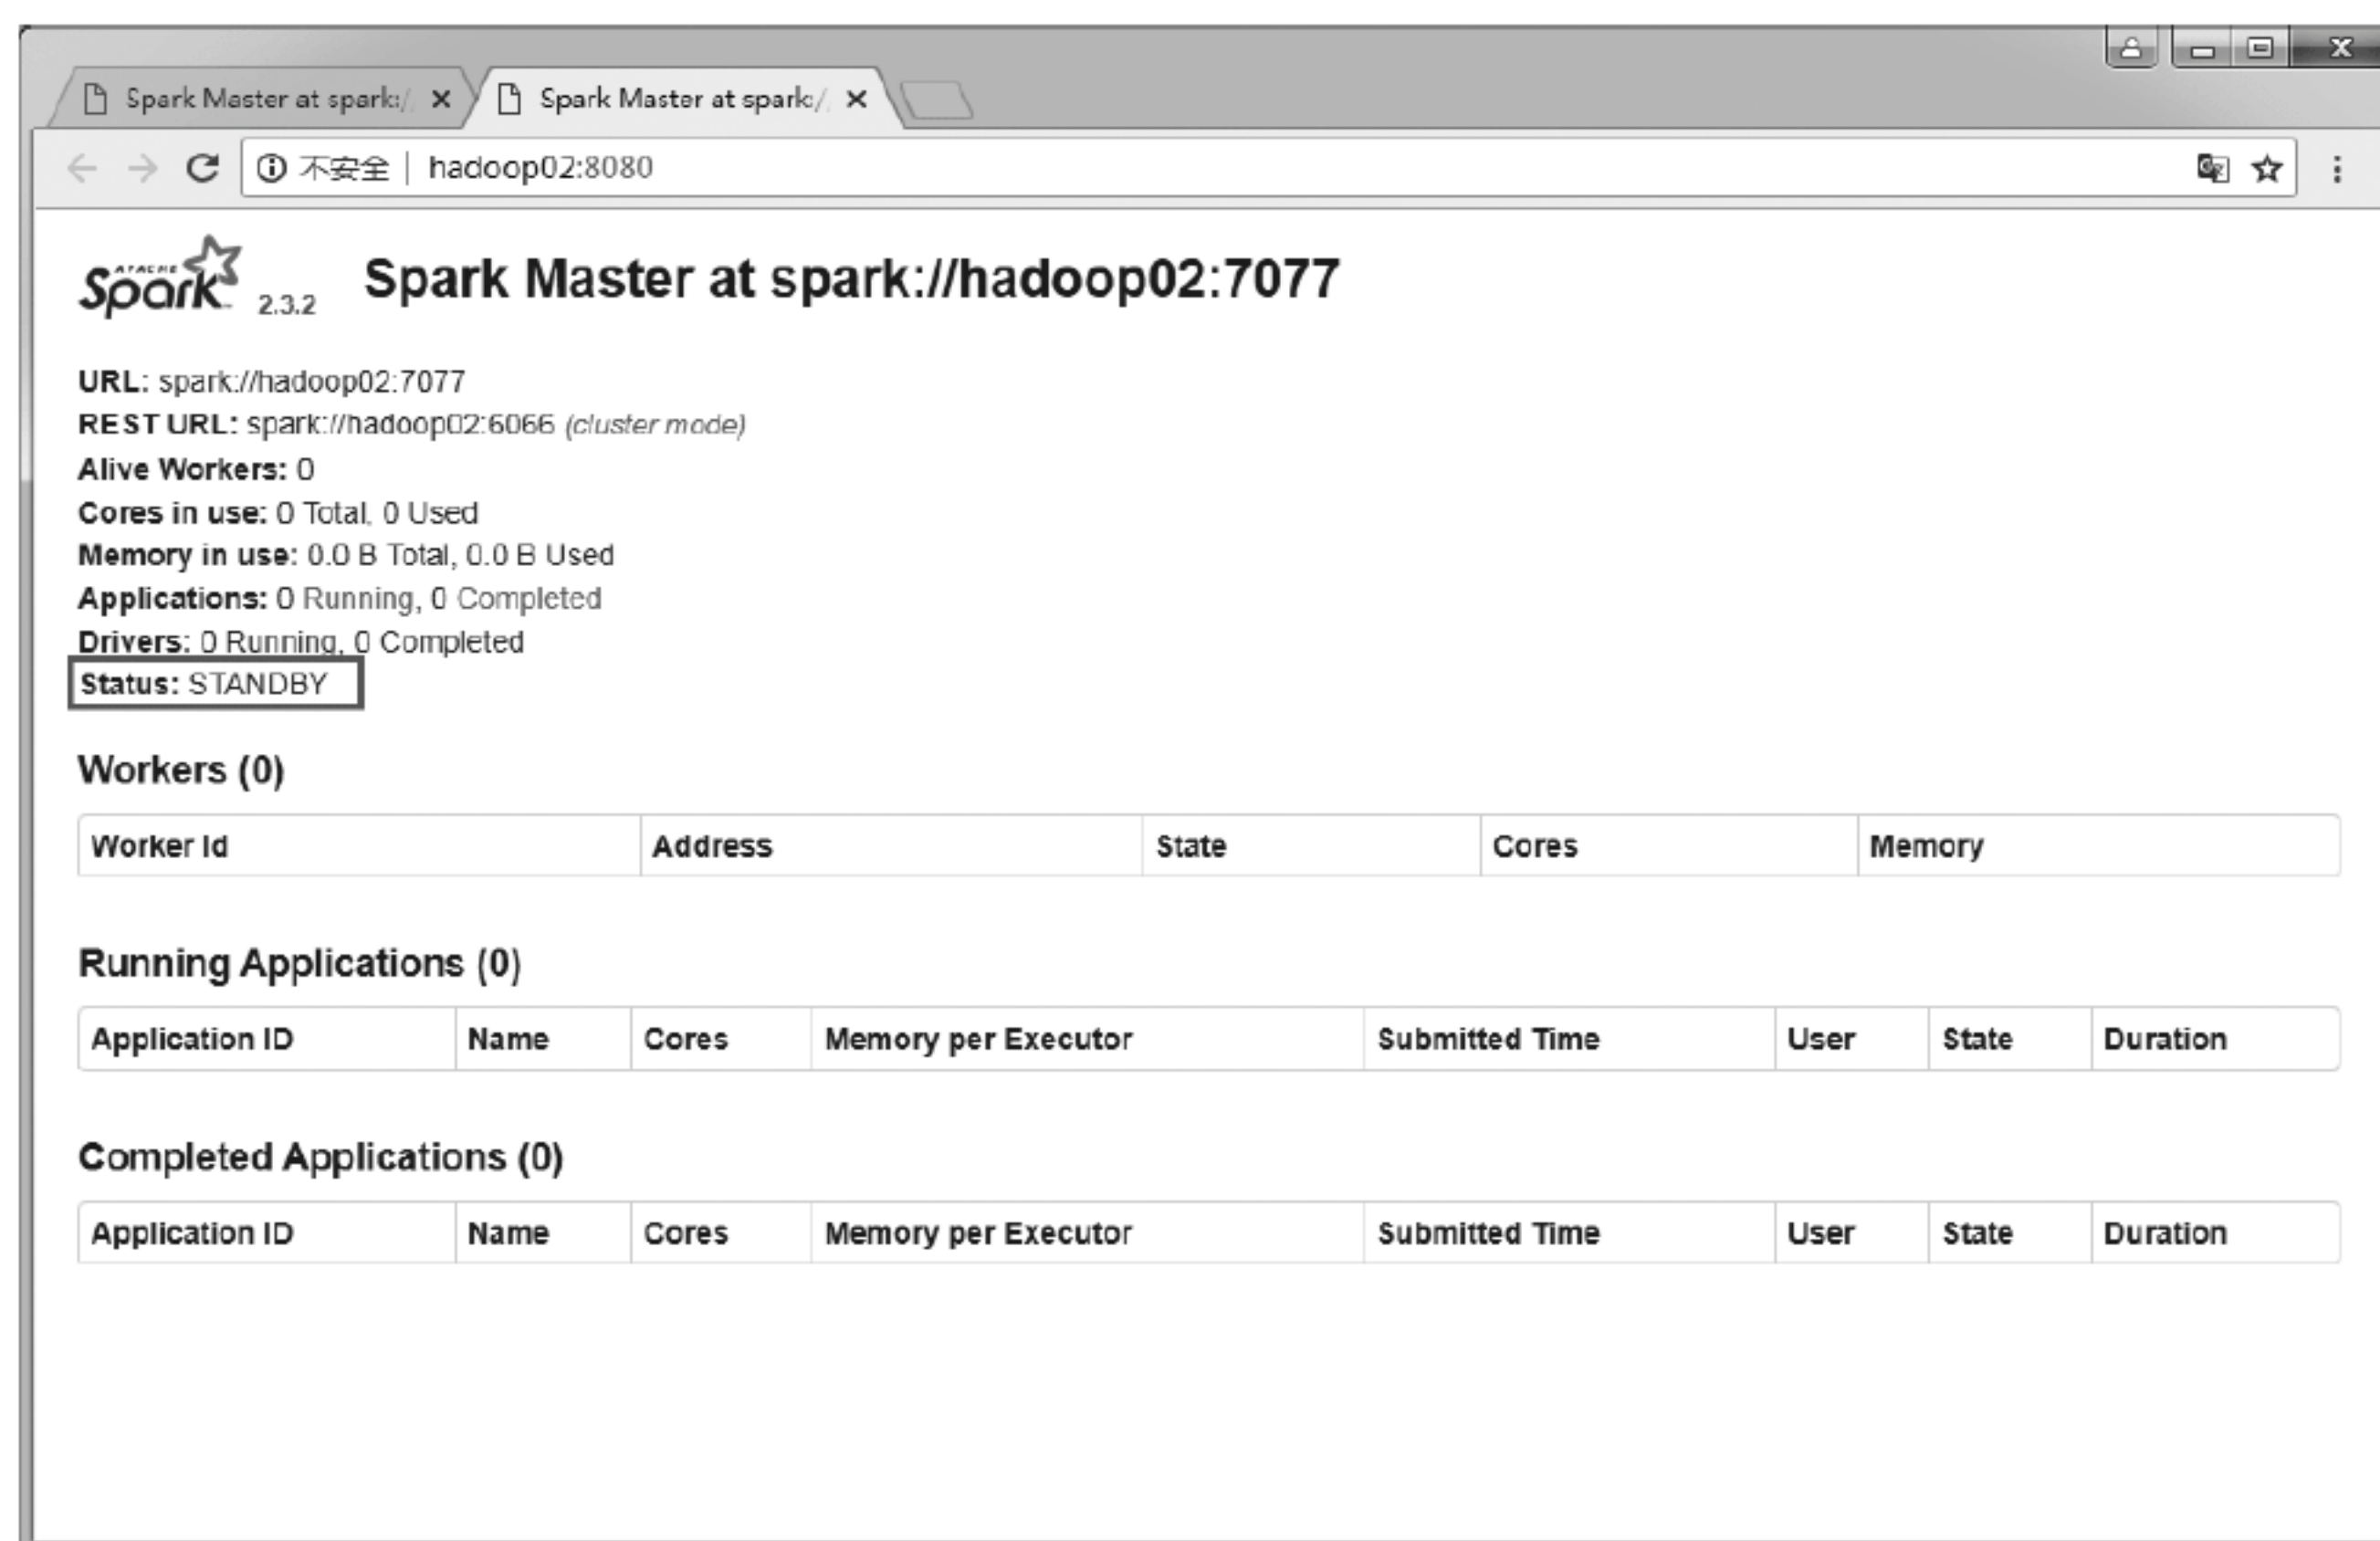 Spark Master at spark:/ Spark Master at spark:/
不安全 hadoop02:8080
APACHE
Spark 2.3.2 Spark Master at spark://hadoop02:7077
URL: spark://hadoop02:7077
REST URL: spark://hadoop02:6066 (cluster mode)
Alive Workers: 0
Cores in use: 0 Total, 0 Used
Memory in use: 0.0 B Total, 0.0 B Used
Applications: 0 Running, 0 Completed
Drivers: 0 Running, 0 Completed
Status: STANDBY
Workers (0)
Worker Id Address State Cores Memory
Running Applications (0)
Application ID Name Cores Memory per Executor Submitted Time User State Duration
Completed Applications (0)
Application ID Name Cores Memory per Executor Submitted Time User State Duration